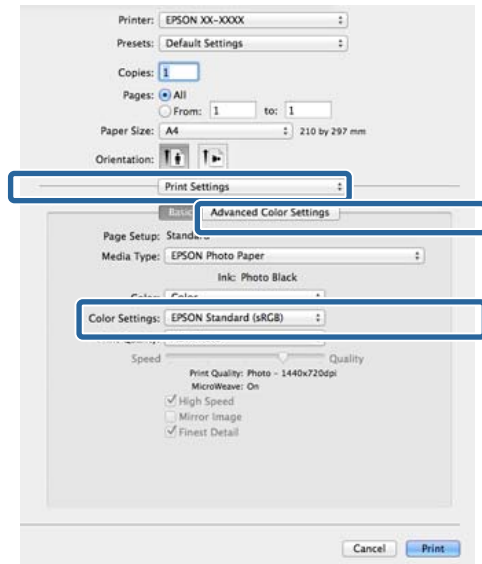 Printer: EPSON XX-XXXX
Presets: Default Settings
Copies: 1
Pages: All
From: 1 to: 1
Paper Size: A4 210 by 297 mm
Orientation:
Print Settings
Basic Advanced Color Settings
Page Setup: Standard
Media Type: EPSON Photo Paper
Ink: Photo Black
Color: Color
Color Settings: EPSON Standard (sRGB)
Speed Quality
Print Quality: Photo - 1440x720dpi
MicroWeave: On
High Speed
Mirror Image
Finest Detail
Cancel Print